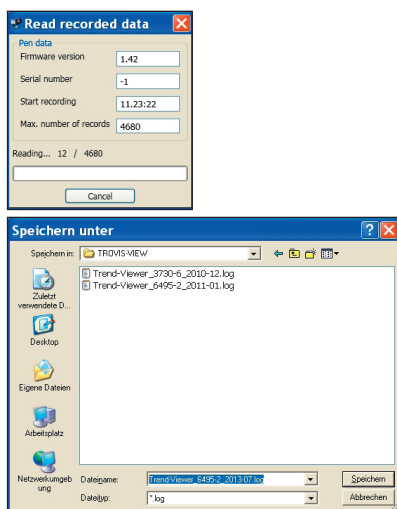 Read recorded data
Pen data
Firmware version 1.42
Serial number -1
Start recording 11.23:22
Max. number of records 4680
Reading... 12 / 4680
Cancel
Speichern unter
Speichern in: TROVIS-VIEW
Trend-Viewer_3730-6_2010-12.log
Trend-Viewer_6495-2_2011-01.log
Zuletzt
verwendete D...
Desktop
Eigene Dateien
Arbeitsplatz
Netzwerkumgeb
ung
Dateiname: Trend-Viewer_6495-2_2013-07.log Speichern
Dateityp: *.log Abbrechen